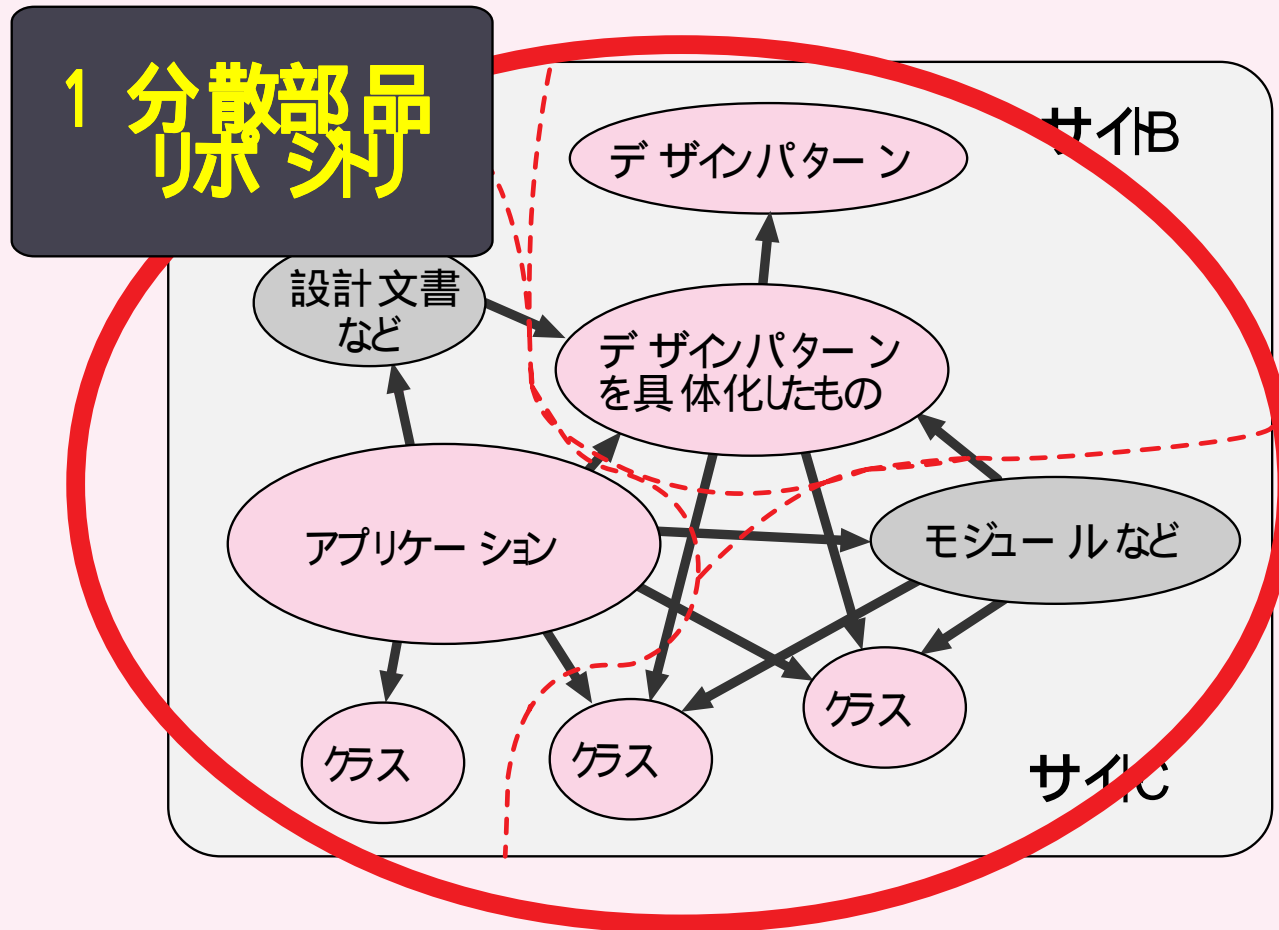 1 分散部品
リポジトリ
サイトB
デザインパターン
設計文書
など
デザインパターン
を具体化したもの
アプリケーション
モジュールなど
クラス
クラス
クラス
サイトC